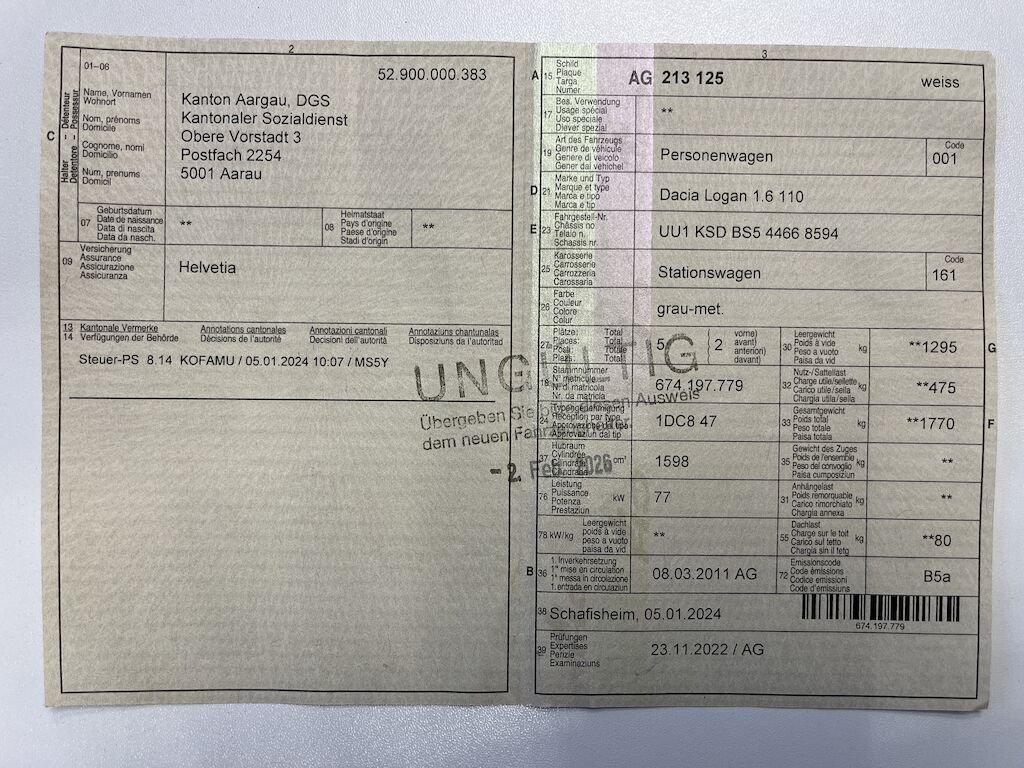 2
01-06
52.900.000.383
C
Halter Détenteur
Detentore Possessur
Name, Vornamen
Wohnort
Nom, prénoms
Domicile
Cognome, nomi
Domicilio
Num, prenums
Domicil
Kanton Aargau, DGS
Kantonaler Sozialdienst
Obere Vorstadt 3
Postfach 2254
5001 Aarau
07
Geburtsdatum
Date de naissance
Data di nascita
Data da nasch.
**
08
Heimatstaat
Pays d'origine
Paese d'origine
Stadi d'origin
**
09
Versicherung
Assurance
Assicurazione
Assicuranza
Helvetia
13 Kantonale Vermerke Annotations cantonales Annotazioni cantonali Annotaziuns chantunalas
14 Verfügungen der Behörde Décisions de l'autorité Decisioni dell'autorità Disposiziuns da l'autoritad
Steuer-PS 8.14 KOFAMU / 05.01.2024 10:07 / MS5Y
UNGÜLTIG
Übergeben Sie bitte diesen Ausweis
dem neuen
- 2. Feb. 2026
3
A 15
Schild
Plaque
Targa
Numer
AG 213 125 weiss
17
Bes. Verwendung
Usage spécial
Uso speciale
Diever spezial
**
19
Art des Fahrzeugs
Genre de véhicule
Genere di veicolo
Gener dal vehichel
Personenwagen
Code
001
D 21
Marke und Typ
Marque et type
Marca e tipo
Marca e tip
Dacia Logan 1.6 110
E 23
Fahrgestell-Nr.
Châssis no
Telaio n.
Schassis nr.
UU1 KSD BS5 4466 8594
25
Karosserie
Carrosserie
Carrozzeria
Carossaria
Stationswagen
Code
161
26
Farbe
Couleur
Colore
Colur
grau-met.
27
Plätze: Total
Places: Total
Posti: Totale
Plazs: Total
5
2
vorne)
avant)
anteriori)
davant)
30
Leergewicht
Poids à vide
Peso a vuoto
Paisa da vid
kg
**1295
G
18
Stammnummer
N° matricule
N. di matricola
Nr. da matricla
674.197.779
32
Nutz-/Sattellast
Charge utile/sellette
Carico utile/sella
Chargia utila/sella
kg
**475
24
Typengenehmigung
Réception par type
Approvazione del tipo
Approvaziun dal tip
1DC8 47
33
Gesamtgewicht
Poids total
Peso totale
Paisa totala
kg
**1770
F
37
Hubraum
Cylindrée
Cilindrata
Cilindrada
cm³
1598
35
Gewicht des Zuges
Poids de l'ensemble
Peso del convoglio
Paisa cumposiziun
kg
**
76
Leistung
Puissance
Potenza
Prestaziun
kW
77
31
Anhängelast
Poids remorquable
Carico rimorchiato
Chargia annexa
kg
**
78 kW/kg
Leergewicht
poids à vide
peso a vuoto
paisa da vid
**
55
Dachlast
Charge sur le toit
Carico sul tetto
Chargia sin il tetg
kg
**80
B 36
1. Inverkehrsetzung
1re mise en circulation
1a messa in circolazione
1. entrada en circulaziun
08.03.2011 AG
72
Emissionscode
Code émissions
Codice emissioni
Code d'emissiuns
B5a
38
Schafisheim, 05.01.2024
674.197.779
39
Prüfungen
Expertises
Perizie
Examinaziuns
23.11.2022 / AG